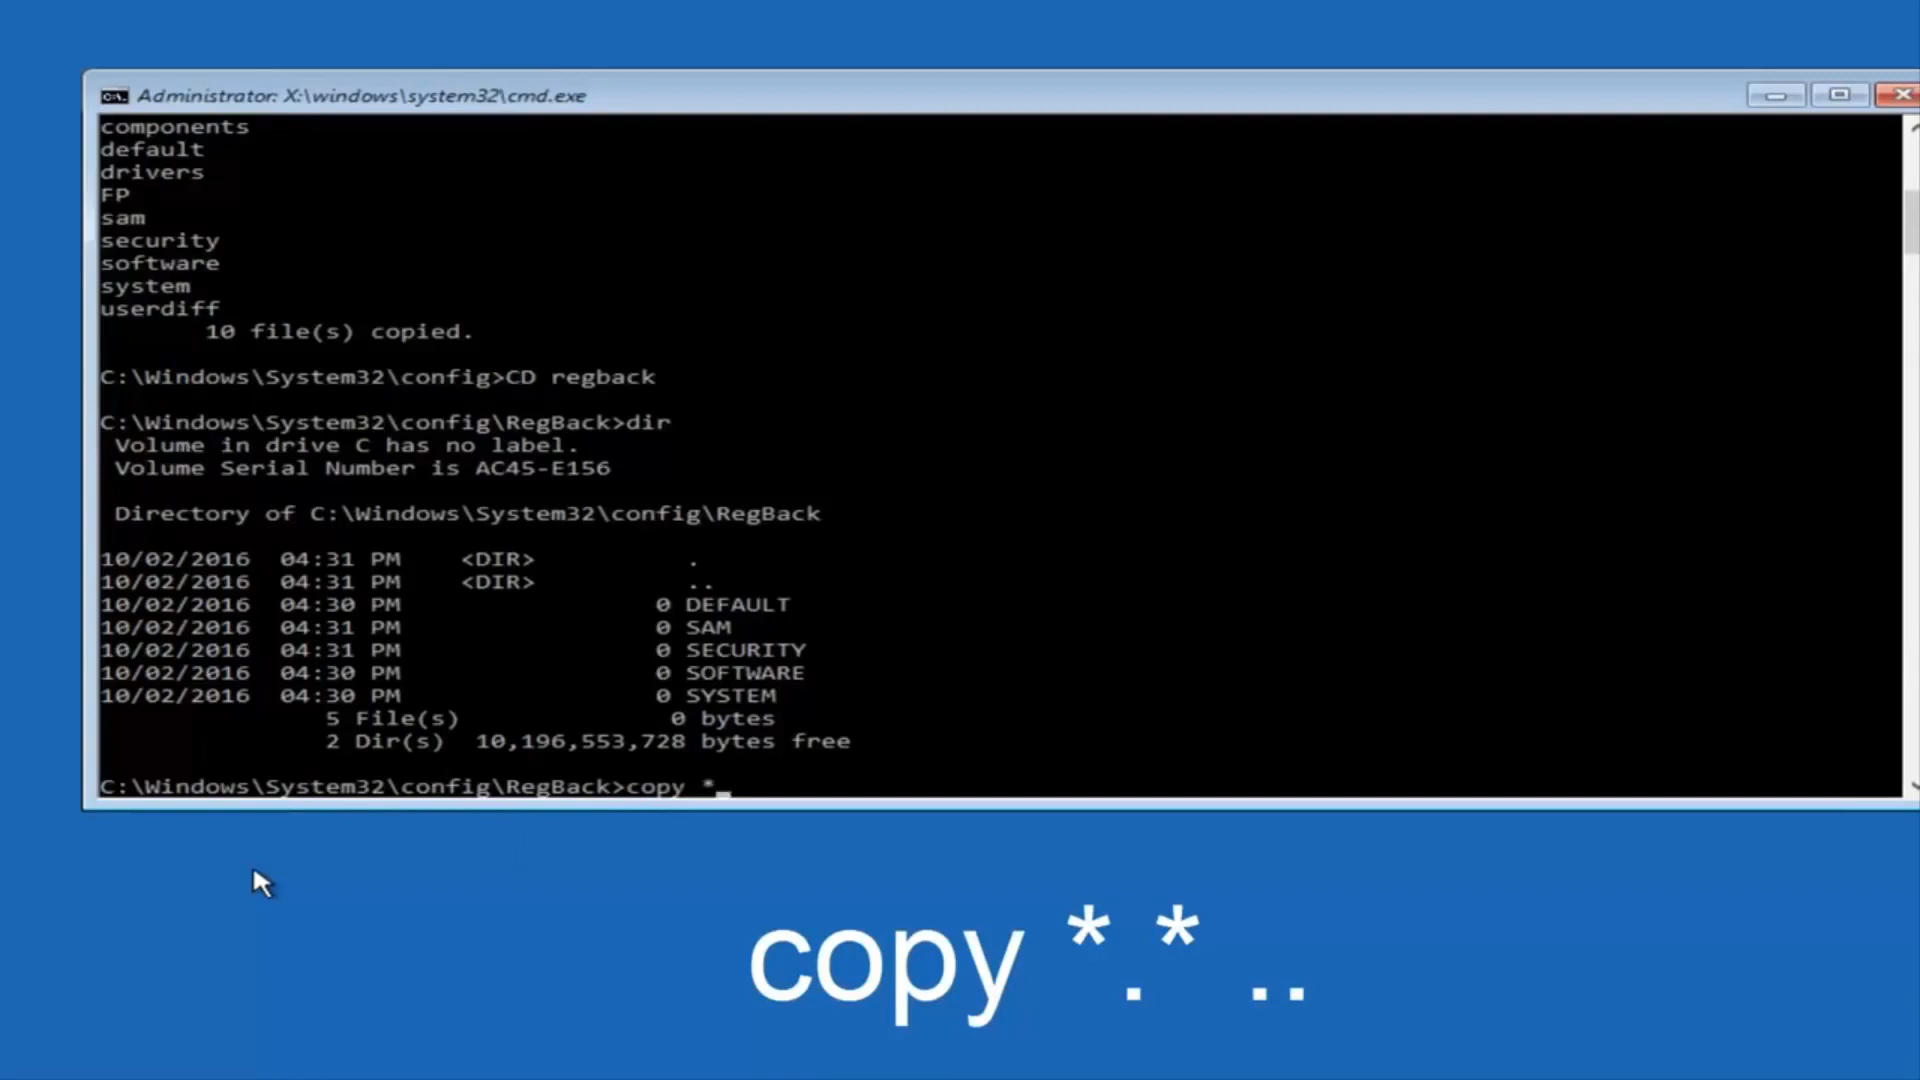 Administrator: X:\windows\system32\cmd.exe
components
default
drivers
FP
sam
security
software
system
userdiff
10 file(s) copied.
C:\Windows\System32\config>CD regback
C:\Windows\System32\config\RegBack>dir
Volume in drive C has no label.
Volume Serial Number is AC45-E156
Directory of C:\Windows\System32\config\RegBack
10/02/2016 04:31 PM <DIR> .
10/02/2016 04:31 PM <DIR> ..
10/02/2016 04:30 PM 0 DEFAULT
10/02/2016 04:31 PM 0 SAM
10/02/2016 04:31 PM 0 SECURITY
10/02/2016 04:30 PM 0 SOFTWARE
10/02/2016 04:30 PM 0 SYSTEM
5 File(s) 0 bytes
2 Dir(s) 10,196,553,728 bytes free
C:\Windows\System32\config\RegBack>copy *_
copy *.* ..